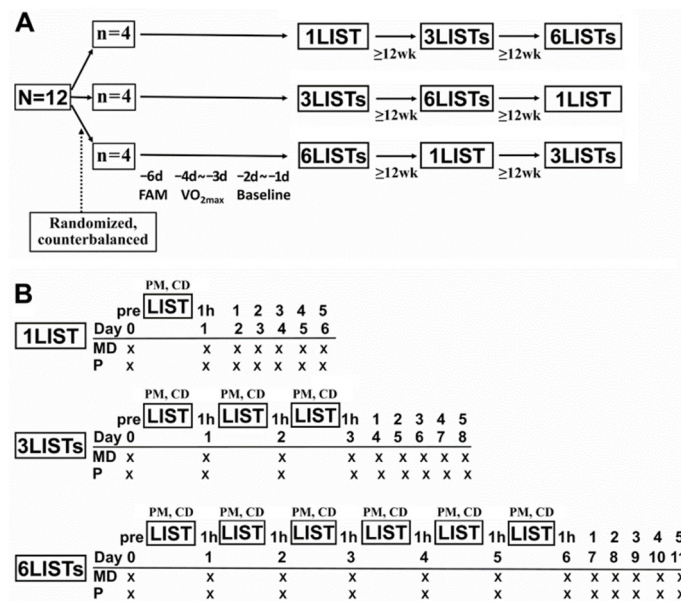 A
n=4 1LIST 3LISTs 6LISTs
≥12wk ≥12wk
N=12 n=4 3LISTs 6LISTs 1LIST
≥12wk ≥12wk
n=4 6LISTs 1LIST 3LISTs
≥12wk ≥12wk
−6d −4d~−3d −2d~−1d
FAM VO2max Baseline
Randomized,
counterbalanced
B
PM, CD
pre LIST 1h 1 2 3 4 5
1LIST Day 0 1 2 3 4 5 6
MD x x x x x x x
P x x x x x x x
PM, CD PM, CD PM, CD
pre LIST 1h LIST 1h LIST 1h 1 2 3 4 5
3LISTs Day 0 1 2 3 4 5 6 7 8
MD x x x x x x x x x
P x x x x x x x x x
PM, CD PM, CD PM, CD PM, CD PM, CD PM, CD
pre LIST 1h LIST 1h LIST 1h LIST 1h LIST 1h LIST 1h 1 2 3 4 5
6LISTs Day 0 1 2 3 4 5 6 7 8 9 10 11
MD x x x x x x x x x x x x
P x x x x x x x x x x x x